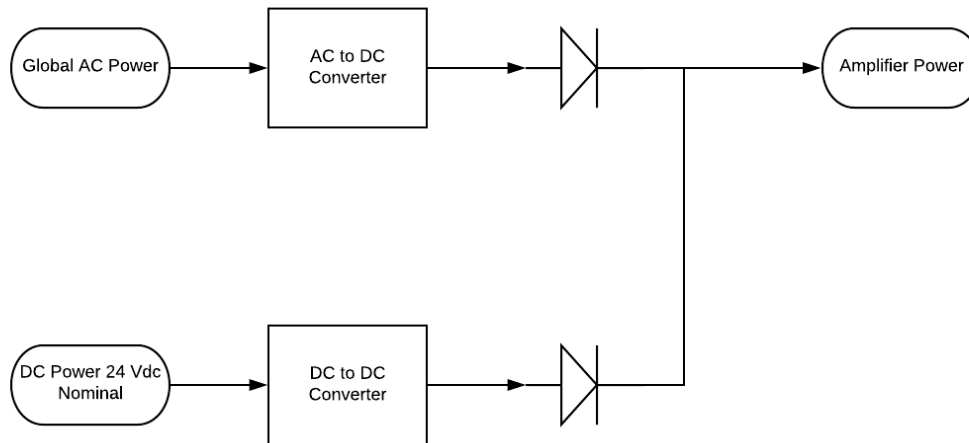 Global AC Power
AC to DC
Converter
Amplifier Power
DC Power 24 Vdc
Nominal
DC to DC
Converter